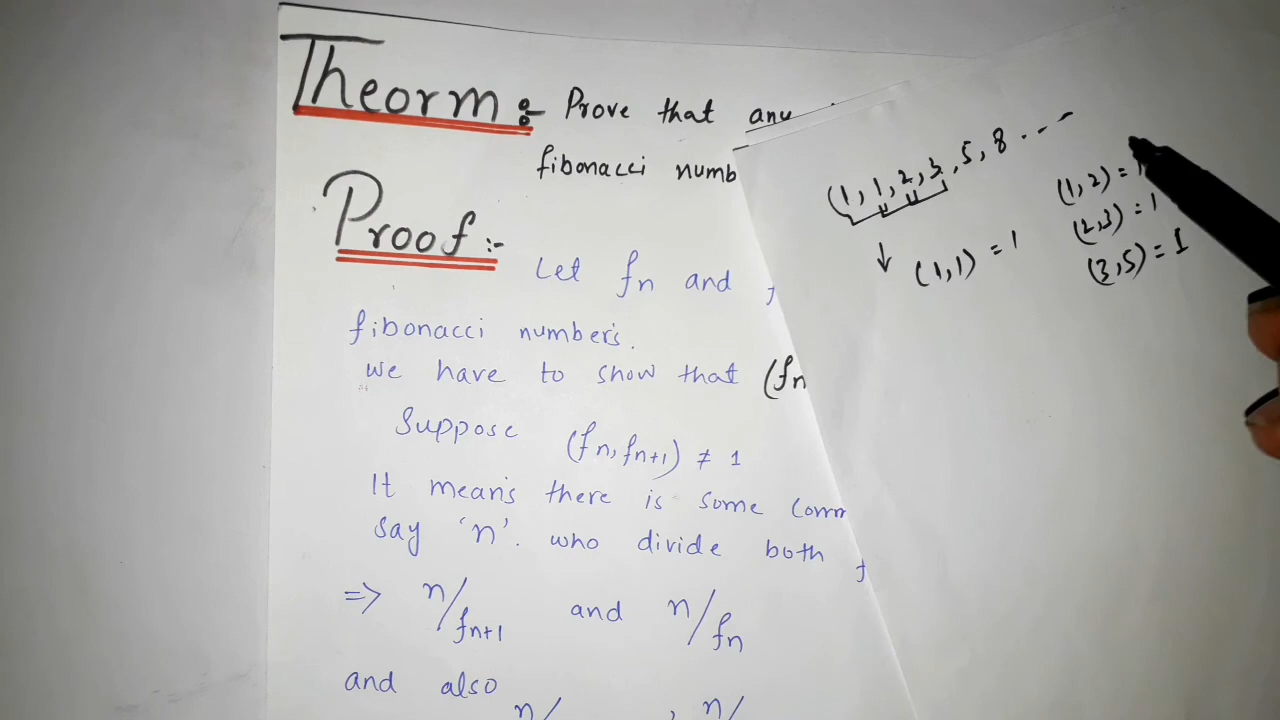 Theorm :- Prove that any
fibonacci numb
Proof :-
Let fn and
fibonacci number's.
we have to show that (fn
Suppose (fn, fn+1) ≠ 1
It mean's there is some comm
say 'n'. who divide both f
=> n/fn+1 and n/fn
and also
n/ , n/
(1, 1, 2, 3, 5, 8 . - -
↓ (1,1) = 1
(1,2) = 1
(2,3) = 1
(3,5) = 1